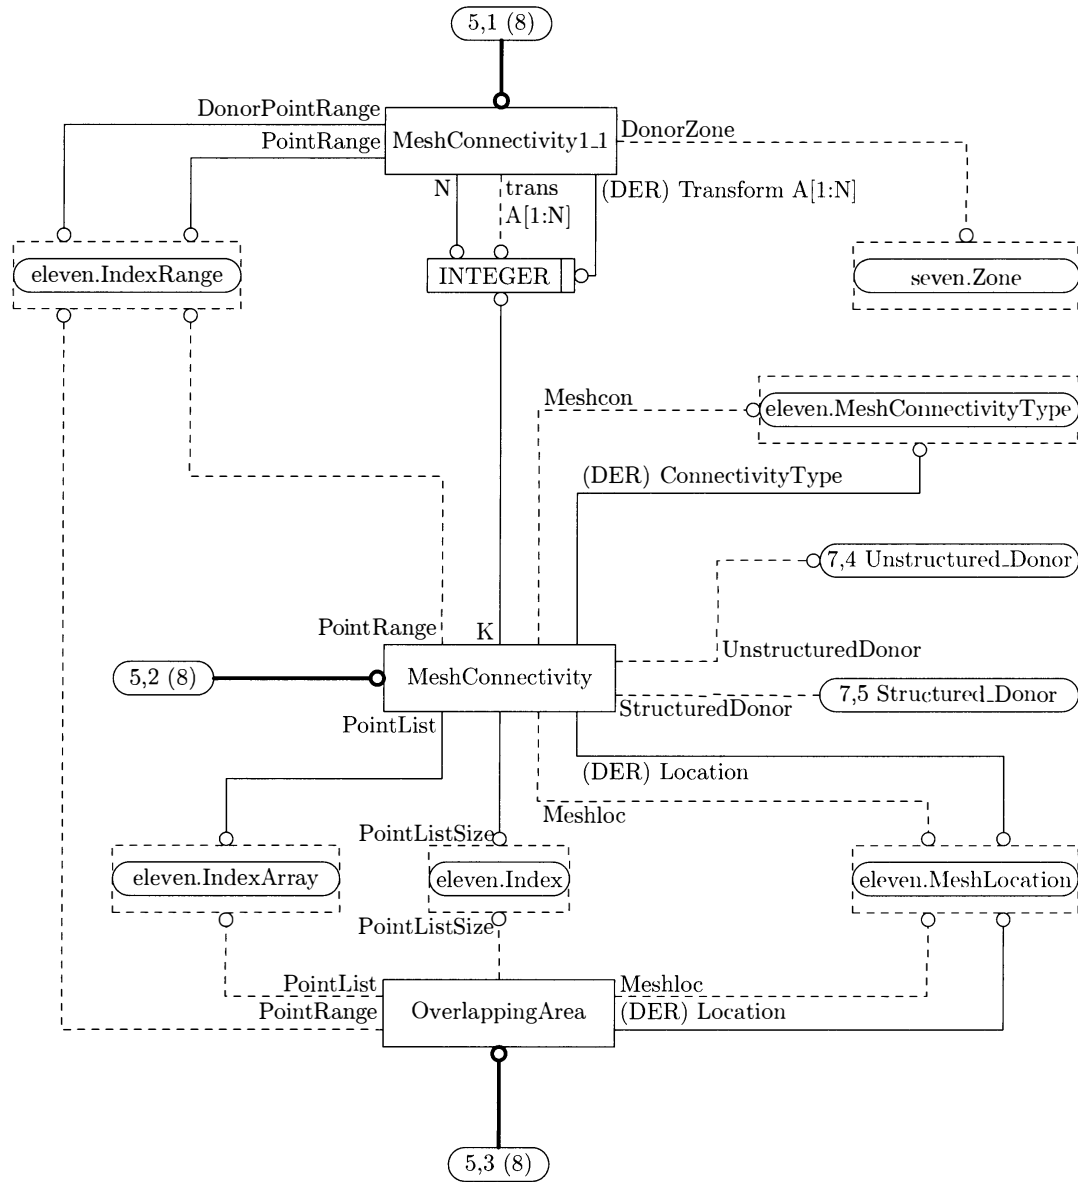 5,1 (8)
DonorPointRange
PointRange
MeshConnectivity1_1
DonorZone
N
trans
A[1:N]
(DER) Transform A[1:N]
eleven.IndexRange
INTEGER
seven.Zone
Meshcon
eleven.MeshConnectivityType
(DER) ConnectivityType
7,4 Unstructured_Donor
PointRange
K
UnstructuredDonor
5,2 (8)
MeshConnectivity
7,5 Structured_Donor
StructuredDonor
PointList
(DER) Location
Meshloc
PointListSize
eleven.IndexArray
eleven.Index
eleven.MeshLocation
PointListSize
PointList
Meshloc
PointRange
OverlappingArea
(DER) Location
5,3 (8)